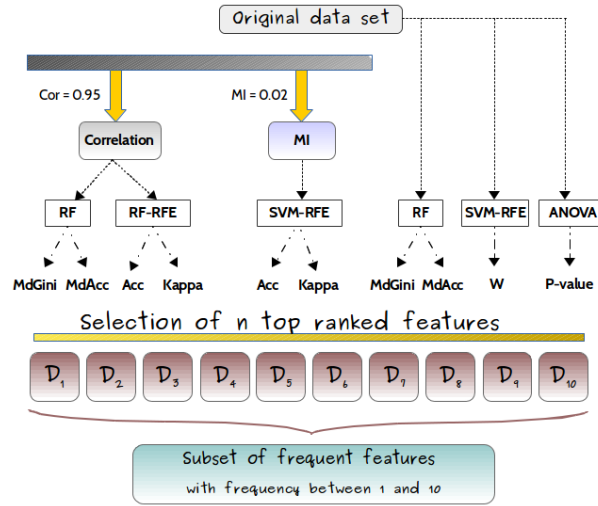 Original data set
Cor = 0.95
MI = 0.02
Correlation
MI
RF
RF-RFE
SVM-RFE
RF
SVM-RFE
ANOVA
MdGini MdAcc Acc Kappa Acc Kappa MdGini MdAcc W P-value
Selection of n top ranked features
D1 D2 D3 D4 D5 D6 D7 D8 D9 D10
Subset of frequent features
with frequency between 1 and 10